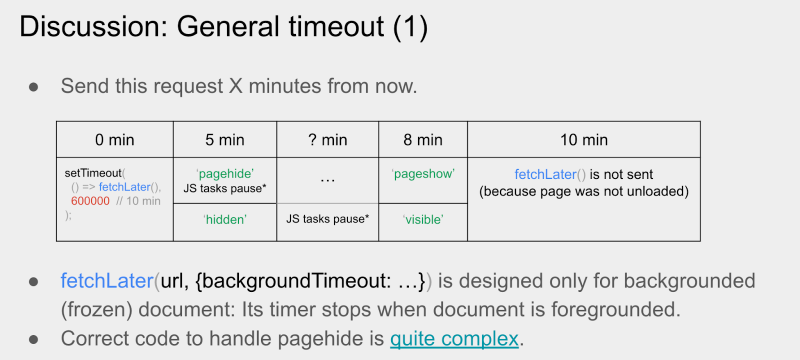 Discussion: General timeout (1)
● Send this request X minutes from now.
0 min 5 min ? min 8 min 10 min
setTimeout(
() => fetchLater(),
600000 // 10 min
);
'pagehide'
JS tasks pause*
...
'pageshow'
fetchLater() is not sent
(because page was not unloaded)
'hidden'
JS tasks pause*
'visible'
● fetchLater(url, {backgroundTimeout: …}) is designed only for backgrounded
(frozen) document: Its timer stops when document is foregrounded.
● Correct code to handle pagehide is quite complex.